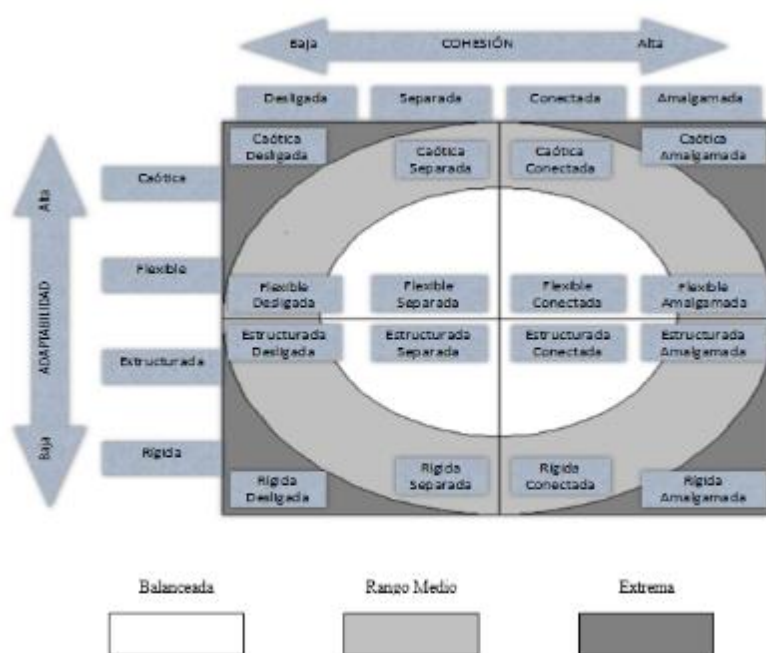 Baja COHESIÓN Alta
Desligada Separada Conectada Amalgamada
Caótica
Desligada
Caótica
Separada
Caótica
Conectada
Caótica
Amalgamada
Alta
ADAPTABILIDAD
Baja
Caótica
Flexible
Estructurada
Rígida
Flexible
Desligada
Flexible
Separada
Flexible
Conectada
Flexible
Amalgamada
Estructurada
Desligada
Estructurada
Separada
Estructurada
Conectada
Estructurada
Amalgamada
Rígida
Desligada
Rígida
Separada
Rígida
Conectada
Rígida
Amalgamada
Balanceada Rango Medio Extrema